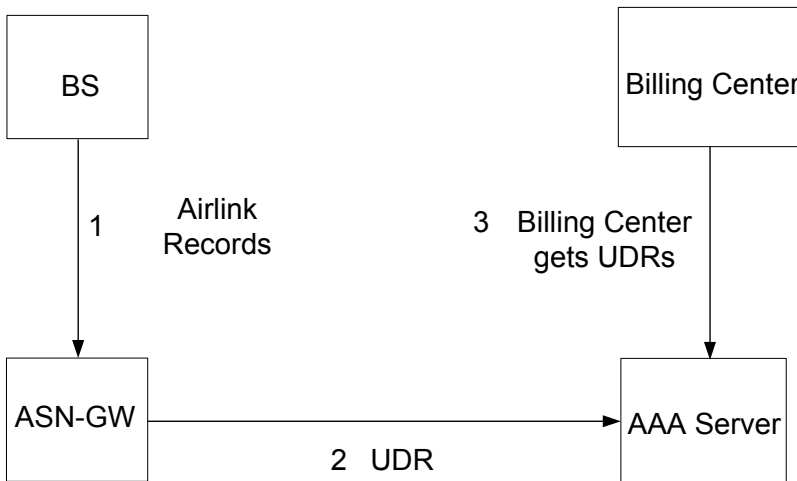 BS
Billing Center
1
Airlink
Records
3 Billing Center
gets UDRs
ASN-GW
AAA Server
2 UDR